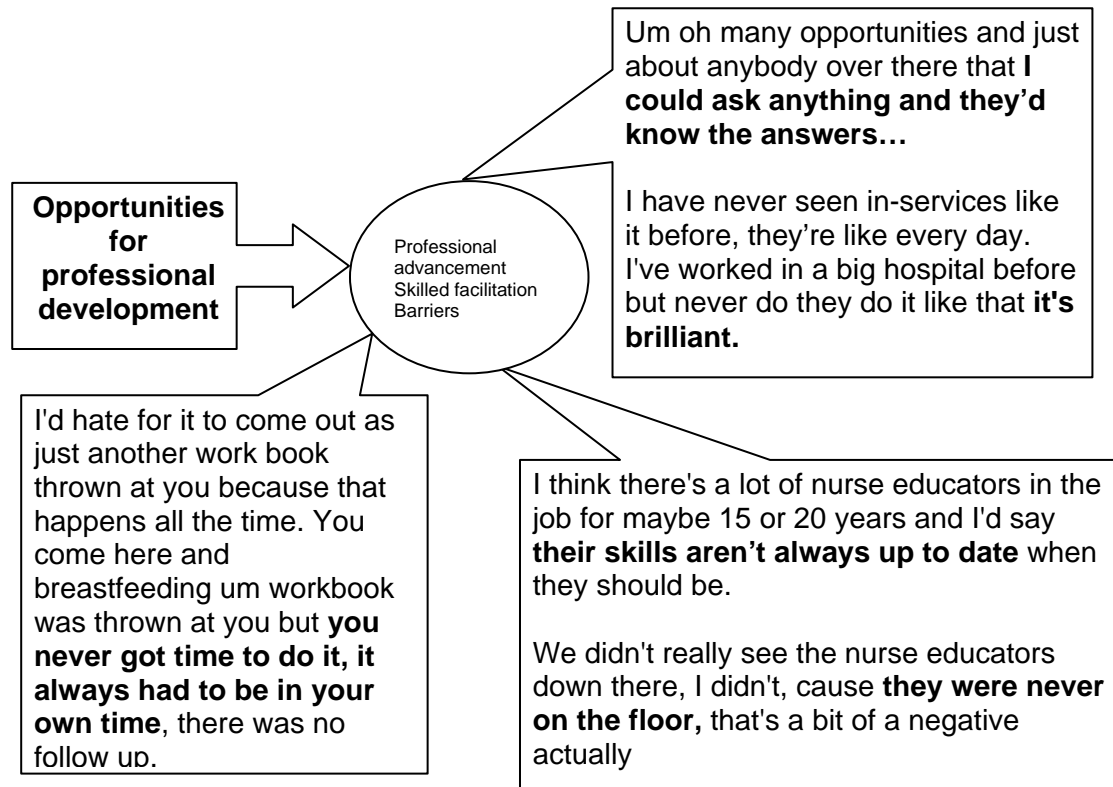 Opportunities
for
professional
development
Professional
advancement
Skilled facilitation
Barriers
Um oh many opportunities and just
about anybody over there that I
could ask anything and they’d
know the answers…
I have never seen in-services like
it before, they’re like every day.
I've worked in a big hospital before
but never do they do it like that it's
brilliant.
I'd hate for it to come out as
just another work book
thrown at you because that
happens all the time. You
come here and
breastfeeding um workbook
was thrown at you but you
never got time to do it, it
always had to be in your
own time, there was no
follow up.
I think there's a lot of nurse educators in the
job for maybe 15 or 20 years and I'd say
their skills aren’t always up to date when
they should be.
We didn't really see the nurse educators
down there, I didn't, cause they were never
on the floor, that's a bit of a negative
actually